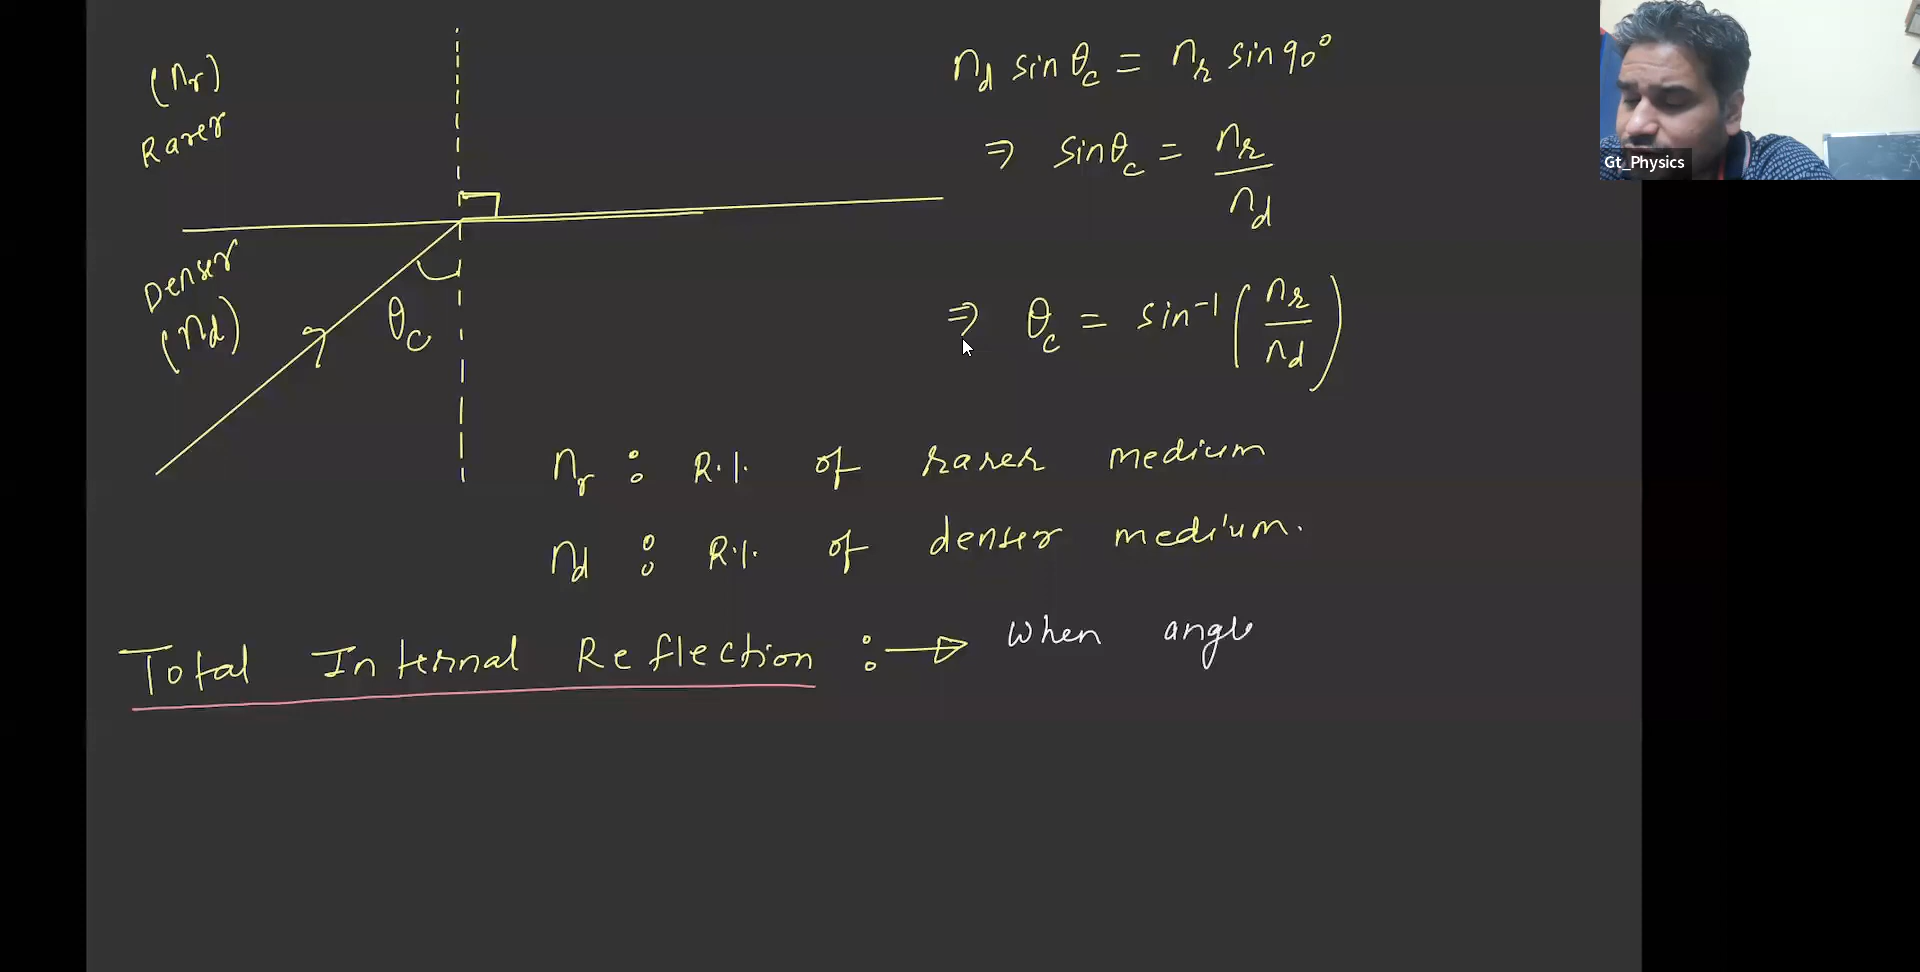 (nr)
Rarer
Denser
(nd)
θc
nd sin θc = nr sin 90°
⇒ sin θc = nr / nd
⇒ θc = sin⁻¹ (nr / nd)
nr : R.I. of rarer medium
nd : R.I. of denser medium.
Total Internal Reflection :→ When angle
Gt_Physics